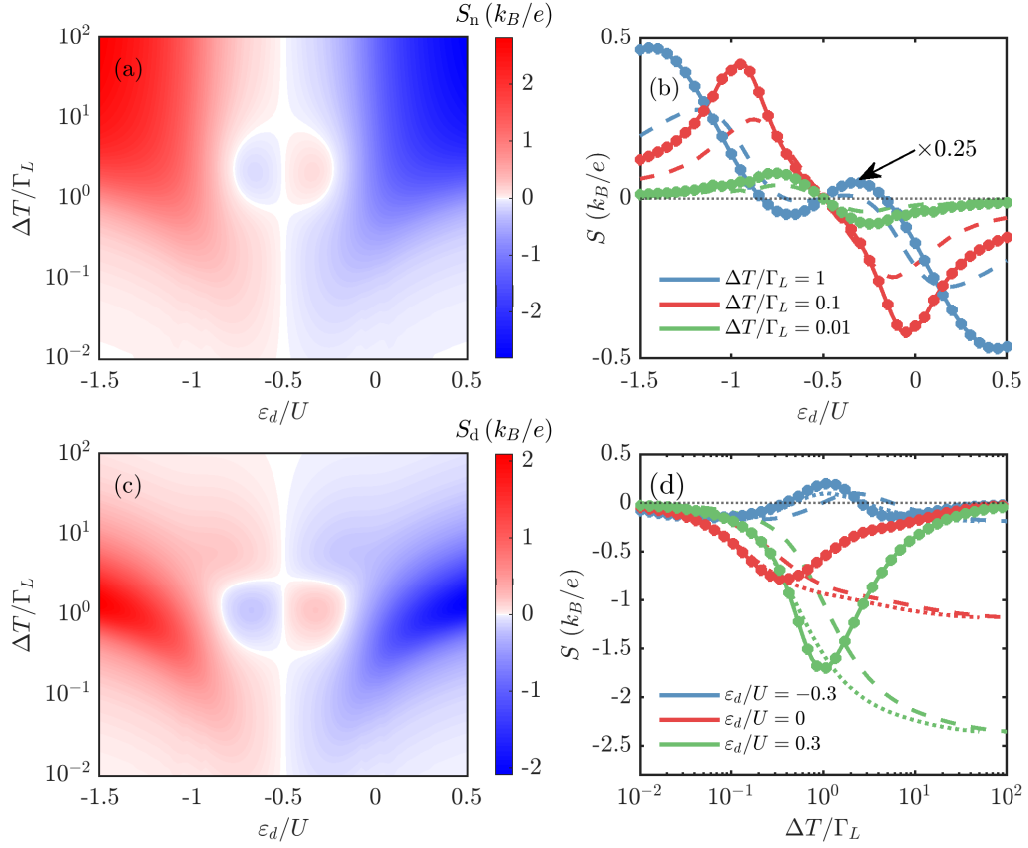 S_n (k_B/e)
(a)
10^2
10^1
10^0
10^{-1}
10^{-2}
ΔT/Γ_L
-1.5
-1
-0.5
0
0.5
ε_d/U
2
1
0
-1
-2
(b)
0.5
0
-0.5
S (k_B/e)
×0.25
ΔT/Γ_L = 1
ΔT/Γ_L = 0.1
ΔT/Γ_L = 0.01
-1.5
-1
-0.5
0
0.5
ε_d/U
S_d (k_B/e)
(c)
10^2
10^1
10^0
10^{-1}
10^{-2}
ΔT/Γ_L
-1.5
-1
-0.5
0
0.5
ε_d/U
2
1
0
-1
-2
(d)
0.5
0
-0.5
-1
-1.5
-2
-2.5
S (k_B/e)
ε_d/U = −0.3
ε_d/U = 0
ε_d/U = 0.3
10^{-2}
10^{-1}
10^0
10^1
10^2
ΔT/Γ_L